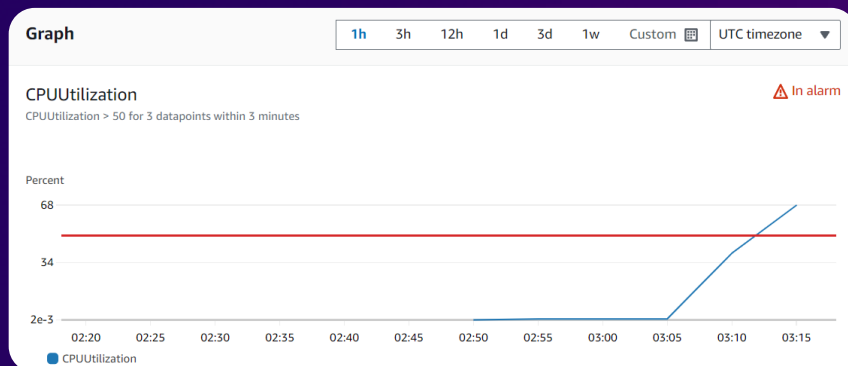 Graph
1h 3h 12h 1d 3d 1w Custom UTC timezone
CPUUtilization
In alarm
CPUUtilization > 50 for 3 datapoints within 3 minutes
Percent
68
34
2e-3
02:20 02:25 02:30 02:35 02:40 02:45 02:50 02:55 03:00 03:05 03:10 03:15
CPUUtilization